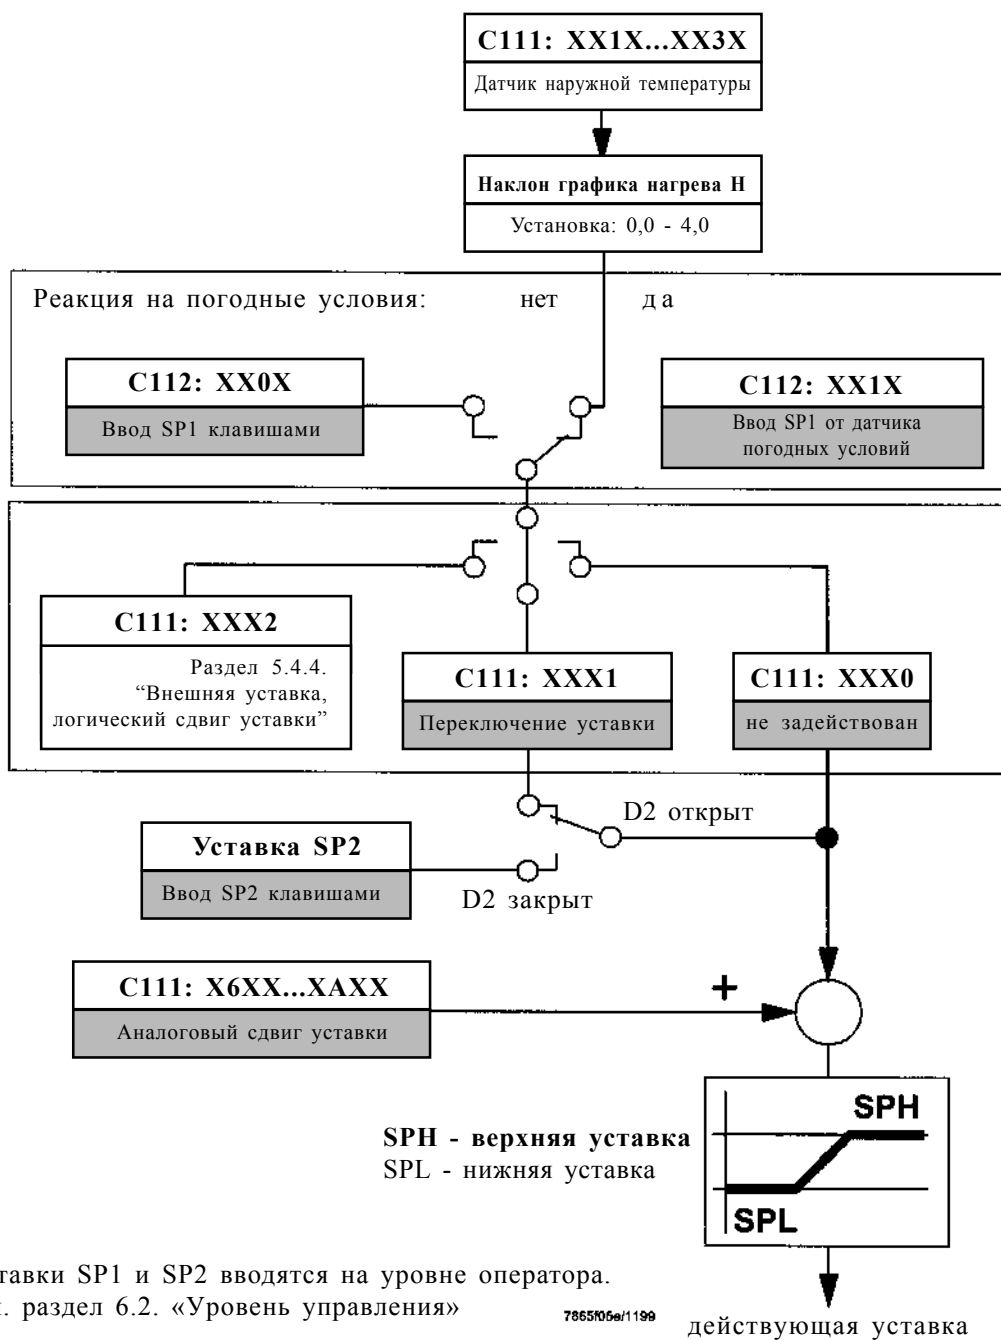 C111: XX1X...XX3X
Датчик наружной температуры
Наклон графика нагрева H
Установка: 0,0 - 4,0
Реакция на погодные условия: нет да
C112: XX0X
Ввод SP1 клавишами
C112: XX1X
Ввод SP1 от датчика
погодных условий
C111: XXX2
Раздел 5.4.4.
“Внешняя уставка,
логический сдвиг уставки”
C111: XXX1
Переключение уставки
C111: XXX0
не задействован
D2 открыт
Уставка SP2
Ввод SP2 клавишами
D2 закрыт
C111: X6XX...XAXX
Аналоговый сдвиг уставки
+
SPH
SPL
SPH - верхняя уставка
SPL - нижняя уставка
тавки SP1 и SP2 вводятся на уровне оператора.
. раздел 6.2. «Уровень управления»
7865f05e/1199
действующая уставка